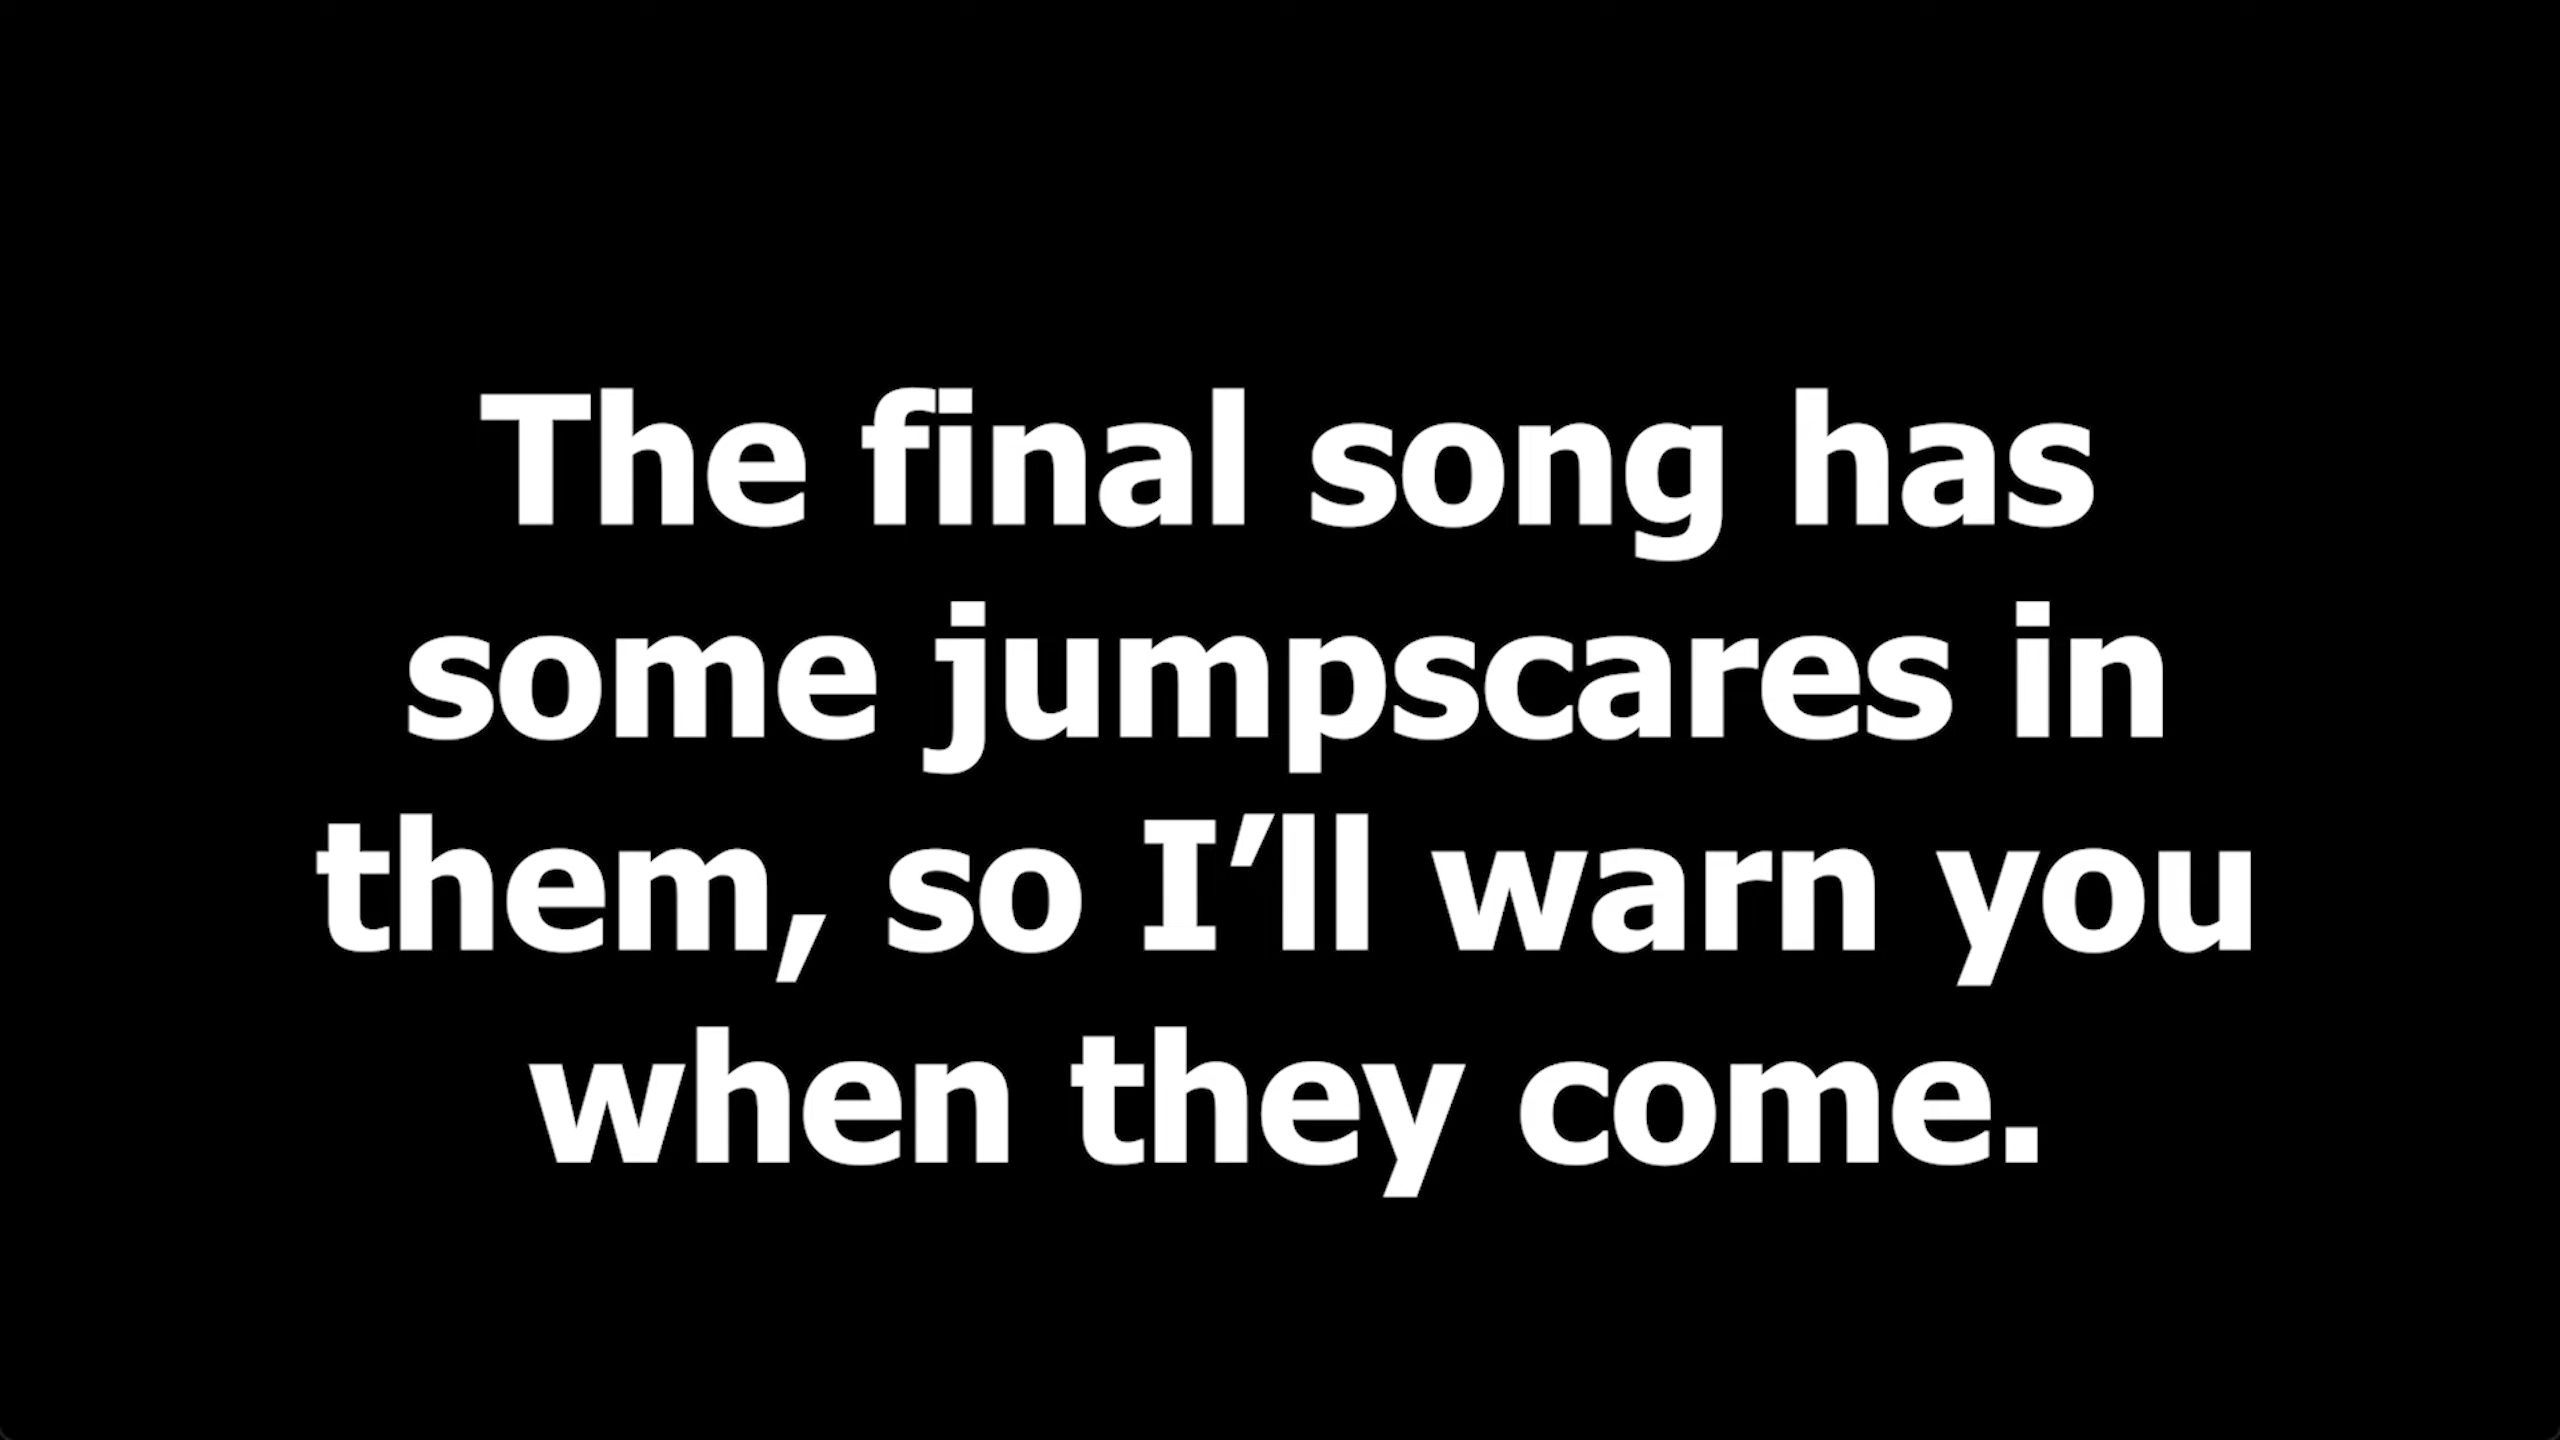 The final song has
some jumpscares in
them, so I’ll warn you
when they come.